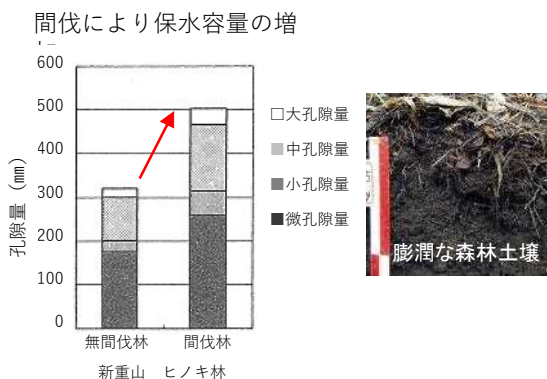 間伐により保水容量の増
600
500
400
300
200
100
0
孔隙量（㎜）
無間伐林
間伐林
新重山 ヒノキ林
□大孔隙量
■中孔隙量
■小孔隙量
■微孔隙量
膨潤な森林土壌